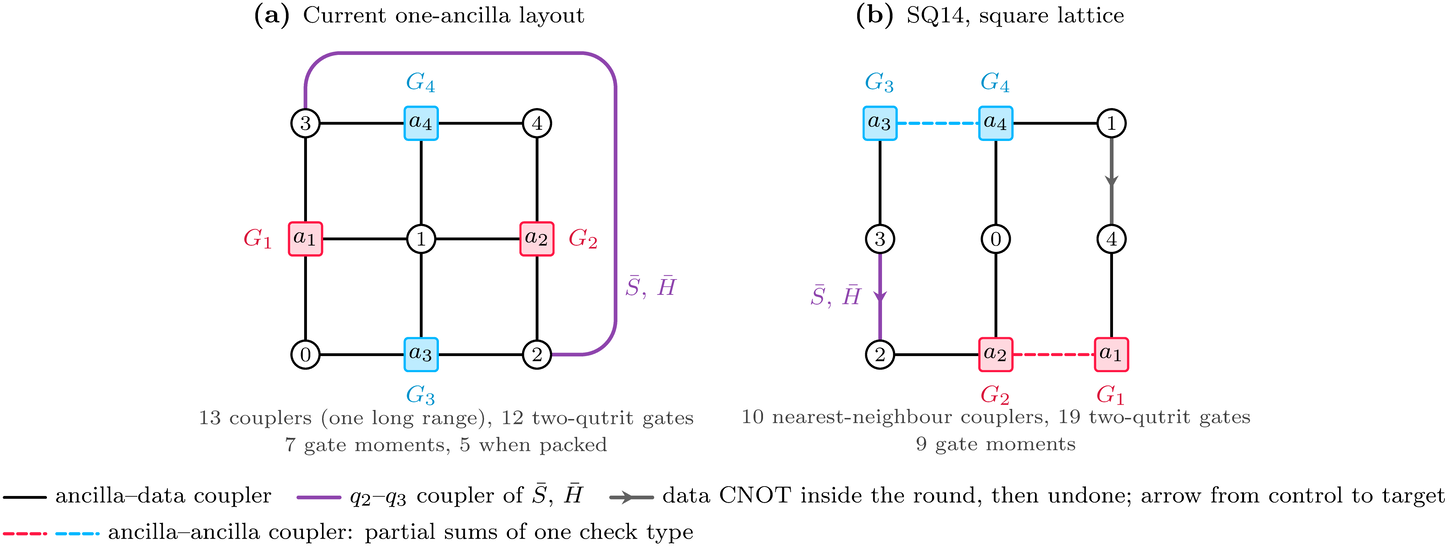 (a) Current one-ancilla layout
(b) SQ14, square lattice
G4
3 a4 4
G1 a1 1 a2 G2
S̄, H̄
0 a3 2
G3
13 couplers (one long range), 12 two-qutrit gates
7 gate moments, 5 when packed
G3 G4
a3 a4 1
3 0 4
S̄, H̄
2 a2 a1
G2 G1
10 nearest-neighbour couplers, 19 two-qutrit gates
9 gate moments
ancilla–data coupler
q2–q3 coupler of S̄, H̄
data CNOT inside the round, then undone; arrow from control to target
ancilla–ancilla coupler: partial sums of one check type